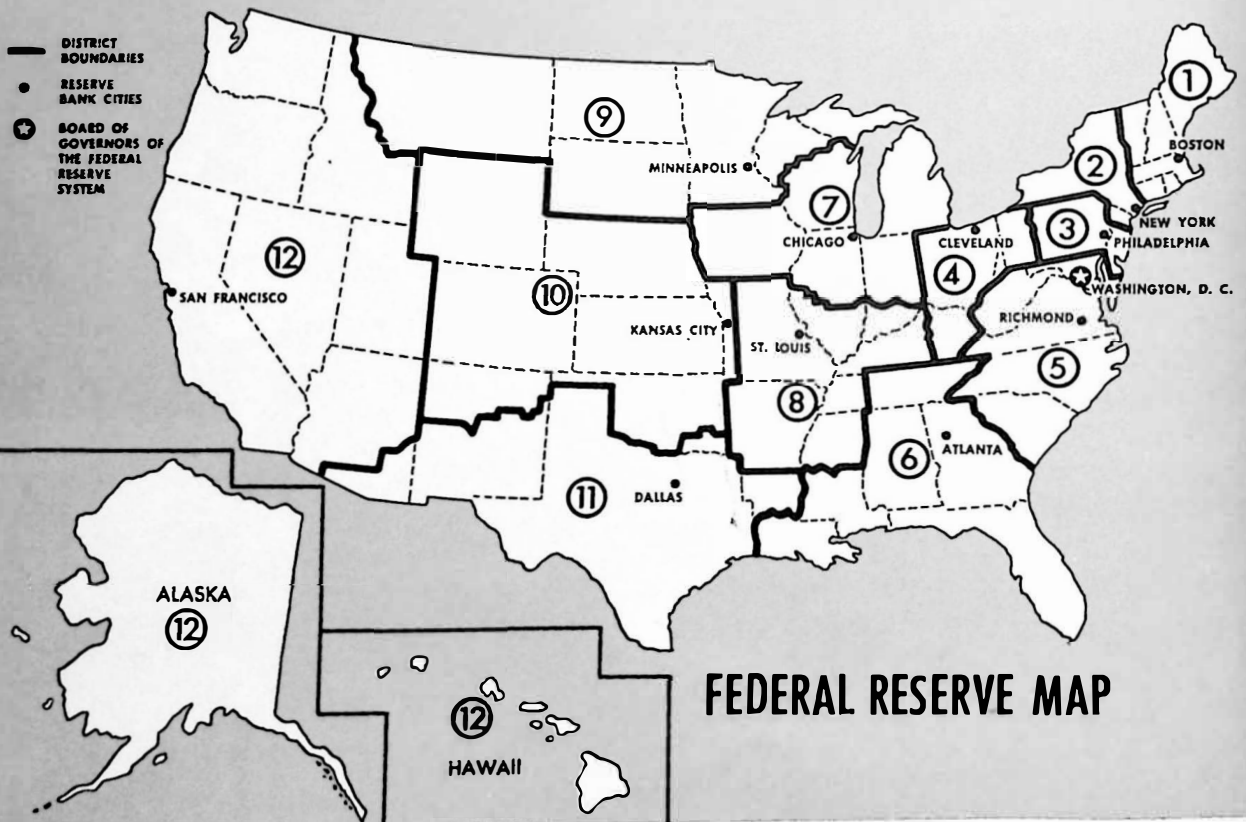 DISTRICT
BOUNDARIES
RESERVE
BANK CITIES
BOARD OF
GOVERNORS OF
THE FEDERAL
RESERVE
SYSTEM
1
BOSTON
2
NEW YORK
3
PHILADELPHIA
4
CLEVELAND
WASHINGTON, D. C.
RICHMOND
5
6
ATLANTA
7
CHICAGO
8
ST. LOUIS
9
MINNEAPOLIS
10
KANSAS CITY
11
DALLAS
12
SAN FRANCISCO
ALASKA
12
12
HAWAII
FEDERAL RESERVE MAP